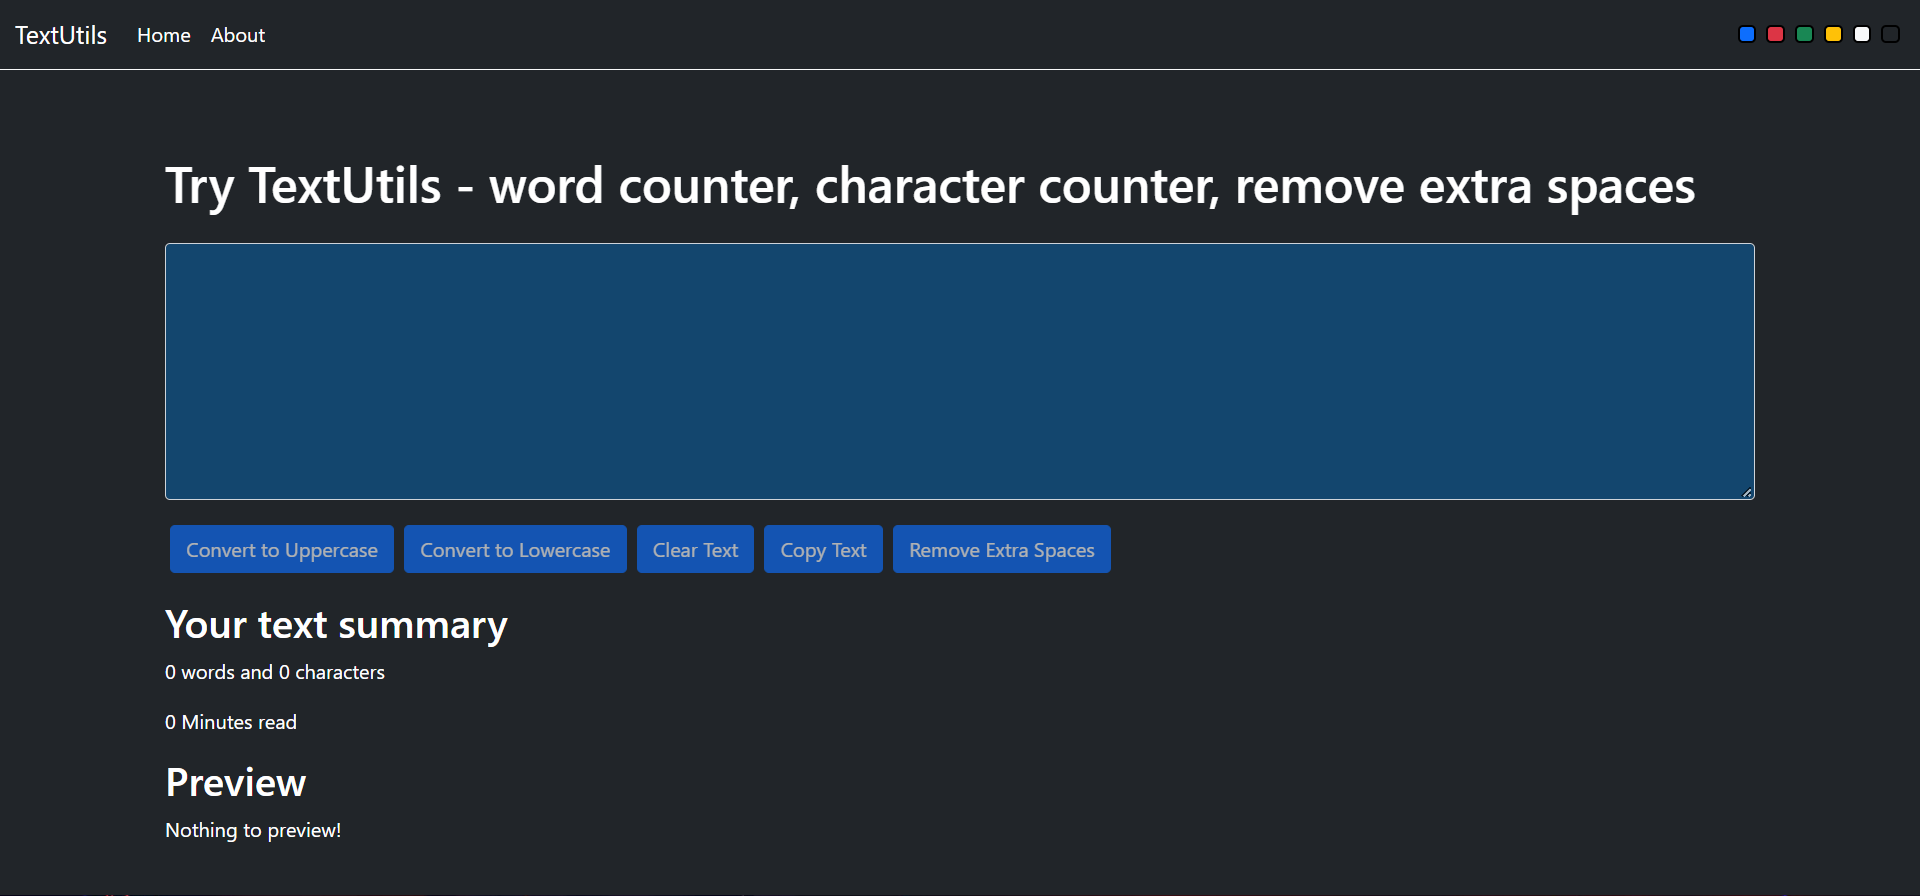 TextUtils Home About
Try TextUtils - word counter, character counter, remove extra spaces
Convert to Uppercase Convert to Lowercase Clear Text Copy Text Remove Extra Spaces
Your text summary
0 words and 0 characters
0 Minutes read
Preview
Nothing to preview!